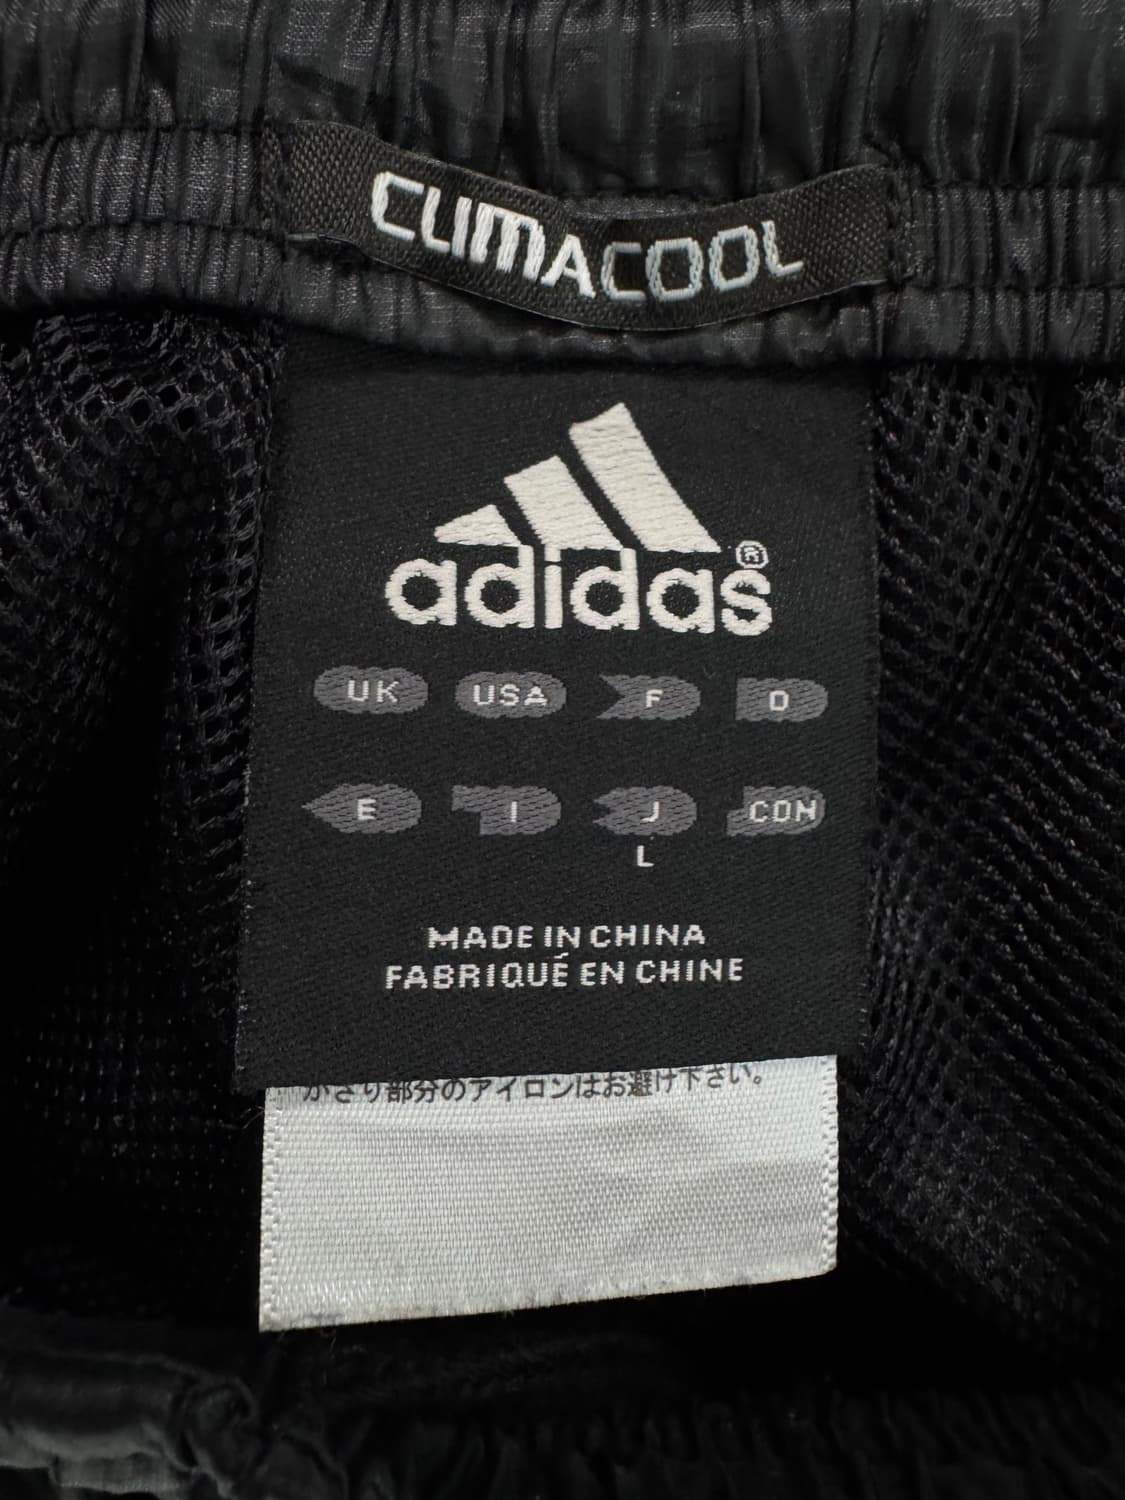 CLIMACOOL
adidas®
UK USA F D
E I J CON
L
MADE IN CHINA
FABRIQUÉ EN CHINE
かざり部分のアイロンはお避け下さい。